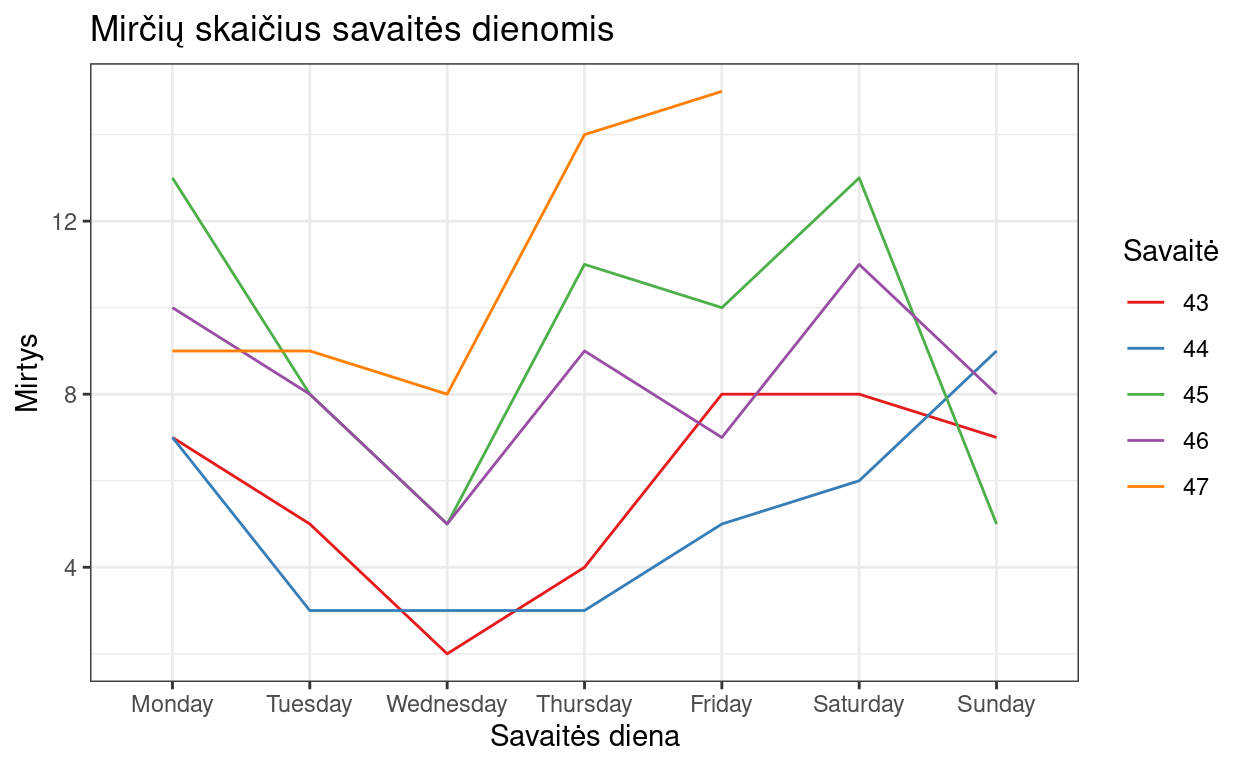 Mirčių skaičius savaitės dienomis
Mirtys
12
8
4
Monday Tuesday Wednesday Thursday Friday Saturday Sunday
Savaitės diena
Savaitė
43
44
45
46
47